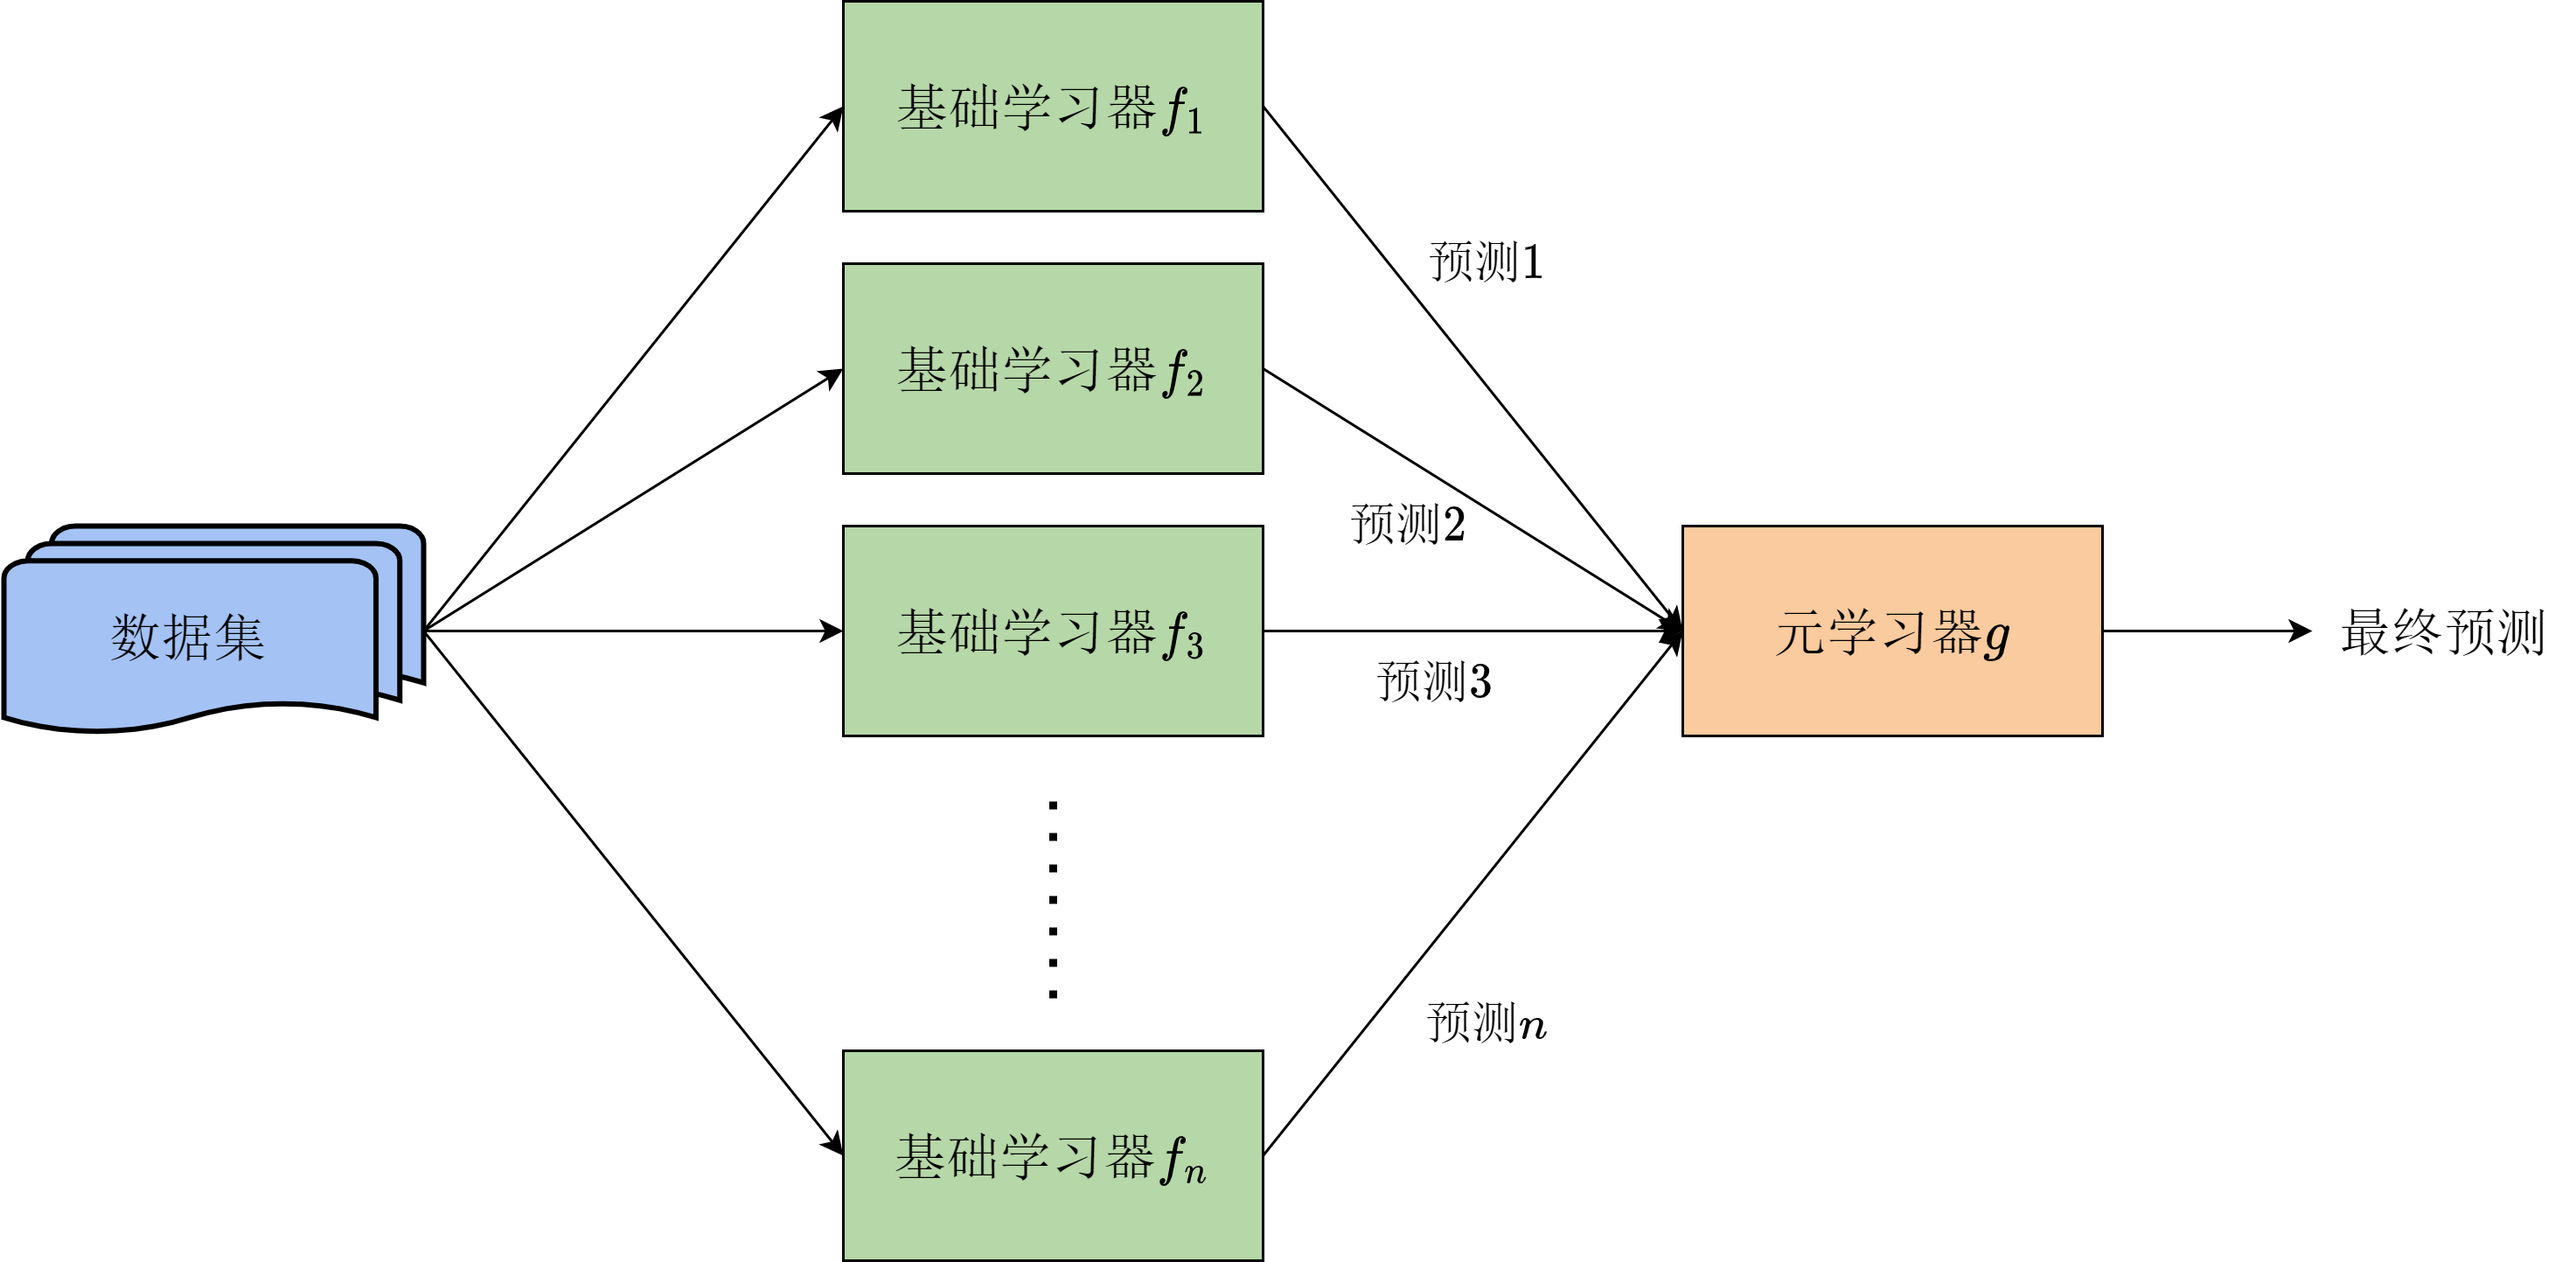 基础学习器f₁
预测1
基础学习器f₂
预测2
数据集
基础学习器f₃
预测3
元学习器g
最终预测
预测n
基础学习器fₙ